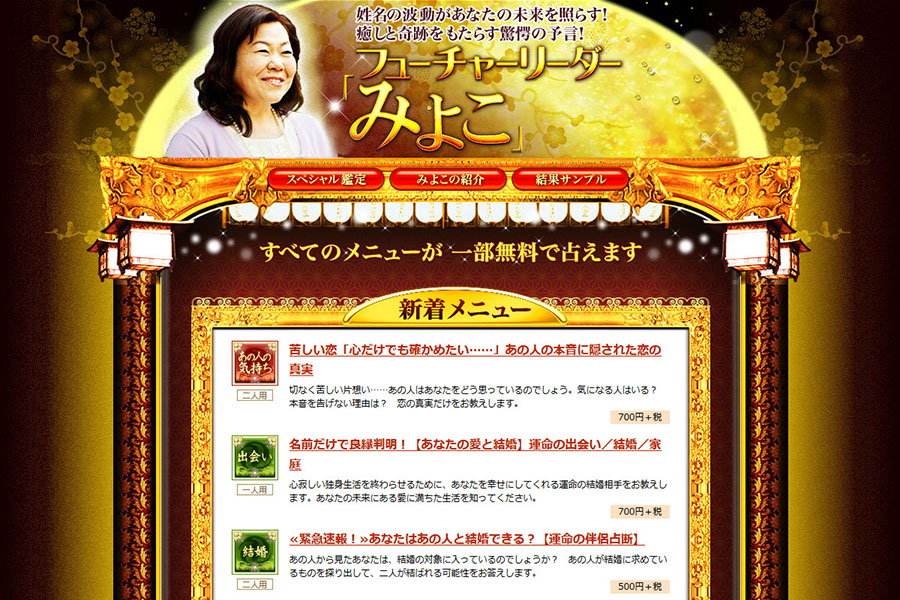 姓名の波動があなたの未来を照らす!
癒しと奇跡をもたらす驚愕の予言!
フューチャーリーダー
「みよこ」
スペシャル鑑定 みよこの紹介 結果サンプル
すべてのメニューが 一部無料で占えます
新着メニュー
あの人の
気持ち
二人用
苦しい恋「心だけでも確かめたい……」あの人の本音に隠された恋の
真実
切なく苦しい片想い……あの人はあなたをどう思っているのでしょう。気になる人はいる?
本音を告げない理由は? 恋の真実だけをお教えします。
700円+税
出会い
一人用
名前だけで良縁判明!【あなたの愛と結婚】運命の出会い/結婚/家
庭
心寂しい独身生活を終わらせるために、あなたを幸せにしてくれる運命の結婚相手をお教えし
ます。あなたの未来にある愛に満ちた生活を知ってください。
700円+税
結婚
二人用
≪緊急速報!≫あなたはあの人と結婚できる?【運命の伴侶占断】
あの人から見たあなたは、結婚の対象に入っているのでしょうか? あの人が結婚に求めてい
るものを探り出して、二人が結ばれる可能性をお答えします。
500円+税